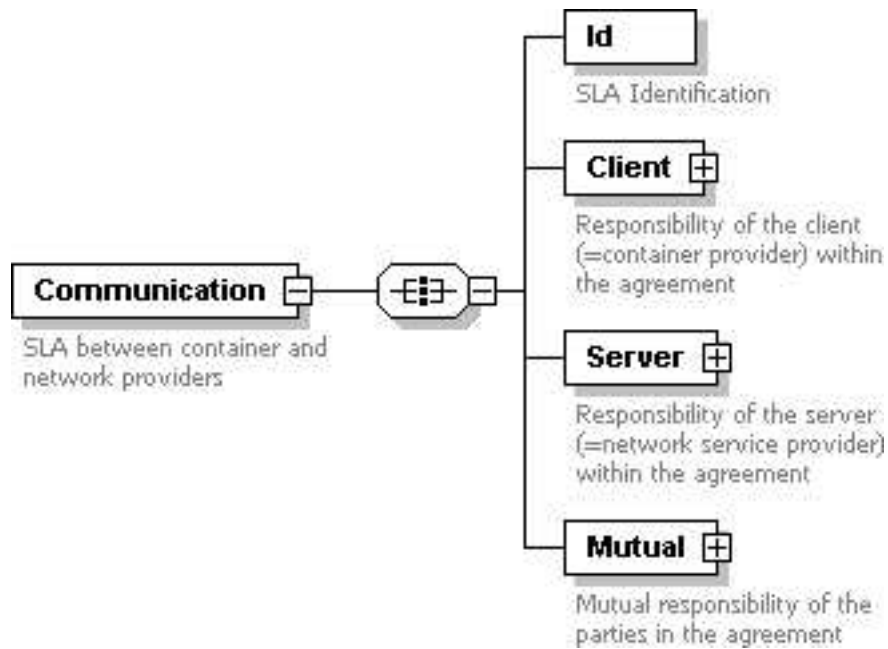 Id
SLA Identification
Client
Responsibility of the client
(=container provider) within
the agreement
Communication
SLA between container and
network providers
Server
Responsibility of the server
(=network service provider)
within the agreement
Mutual
Mutual responsibility of the
parties in the agreement